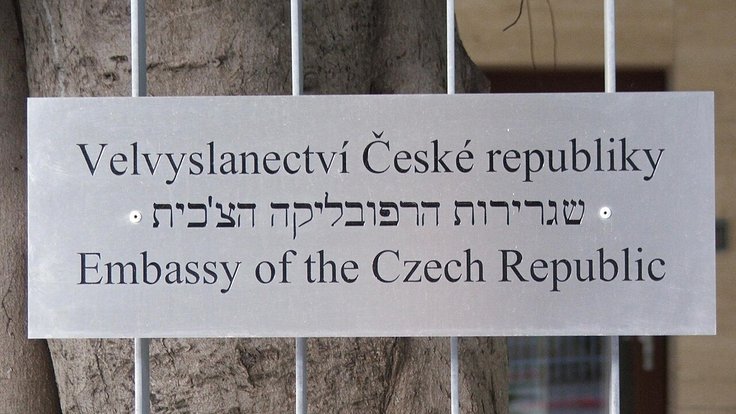 Velvyslanectví České republiky
שגרירות הרפובליקה הצ'כית
Embassy of the Czech Republic